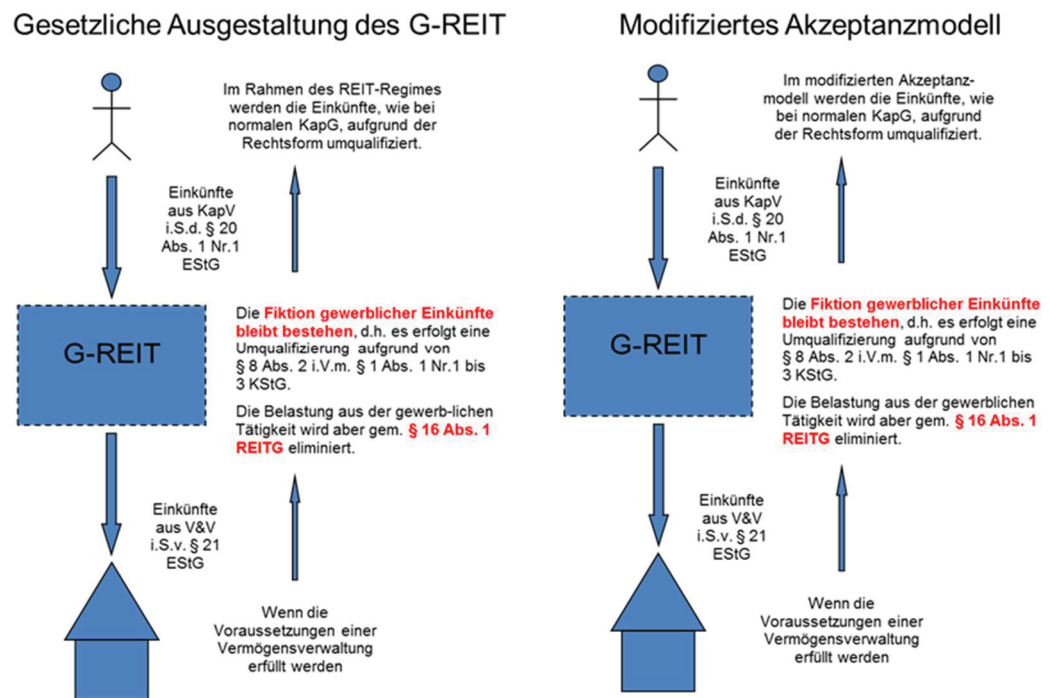 Gesetzliche Ausgestaltung des G-REIT
Im Rahmen des REIT-Regimes
werden die Einkünfte, wie bei
normalen KapG, aufgrund der
Rechtsform umqualifiziert.
Einkünfte
aus KapV
i.S.d. § 20
Abs. 1 Nr.1
EStG
G-REIT
Die Fiktion gewerblicher Einkünfte
bleibt bestehen, d.h. es erfolgt eine
Umqualifizierung aufgrund von
§ 8 Abs. 2 i.V.m. § 1 Abs. 1 Nr.1 bis
3 KStG.
Die Belastung aus der gewerb-lichen
Tätigkeit wird aber gem. § 16 Abs. 1
REITG eliminiert.
Einkünfte
aus V&V
i.S.v. § 21
EStG
Wenn die
Voraussetzungen einer
Vermögensverwaltung
erfüllt werden
Modifiziertes Akzeptanzmodell
Im modifizierten Akzeptanz-
modell werden die Einkünfte, wie
bei normalen KapG, aufgrund
der Rechtsform umqualifiziert.
Einkünfte
aus KapV
i.S.d. § 20
Abs. 1 Nr.1
EStG
G-REIT
Die Fiktion gewerblicher Einkünfte
bleibt bestehen, d.h. es erfolgt eine
Umqualifizierung aufgrund von
§ 8 Abs. 2 i.V.m. § 1 Abs. 1 Nr.1 bis
3 KStG.
Die Belastung aus der gewerblichen
Tätigkeit wird aber gem. § 16 Abs. 1
REITG eliminiert.
Einkünfte
aus V&V
i.S.v. § 21
EStG
Wenn die
Voraussetzungen einer
Vermögensverwaltung
erfüllt werden